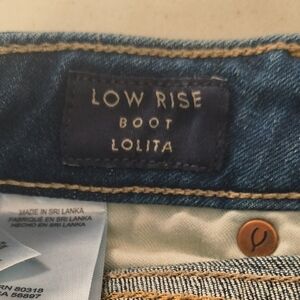 LOW RISE
BOOT
LOLITA
MADE IN SRI LANKA
FABRIQUÉ EN SRI LANKA
HECHO EN SRI LANKA
RN 80318
CA 56897